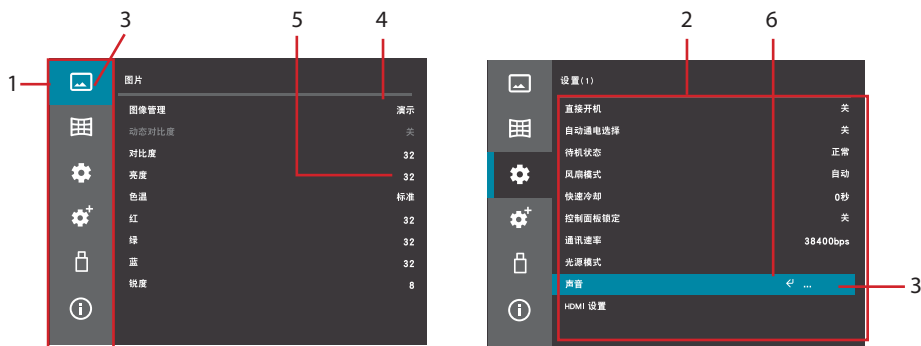 3 5 4
1
图片
图像管理 演示
动态对比度 关
对比度 32
亮度 32
色温 标准
红 32
绿 32
蓝 32
锐度 8
2 6
设置(1)
直接开机 关
自动通电选择 关
待机状态 正常
风扇模式 自动
快速冷却 0秒
控制面板锁定 关
通讯速率 38400bps
光源模式
声音 ...
3
HDMI 设置